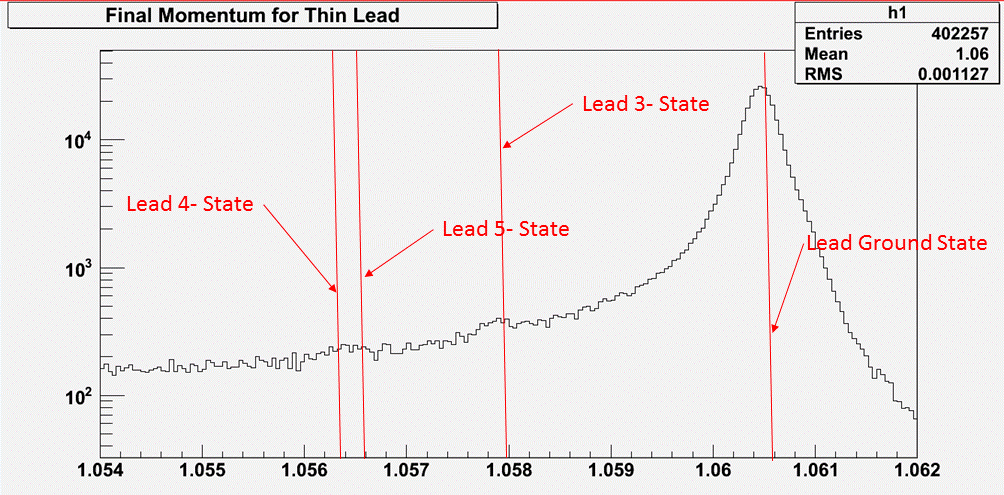 Final Momentum for Thin Lead
h1
Entries 402257
Mean 1.06
RMS 0.001127
Lead 3- State
10^4
Lead 4- State
Lead 5- State
Lead Ground State
10^3
10^2
1.054 1.055 1.056 1.057 1.058 1.059 1.06 1.061 1.062